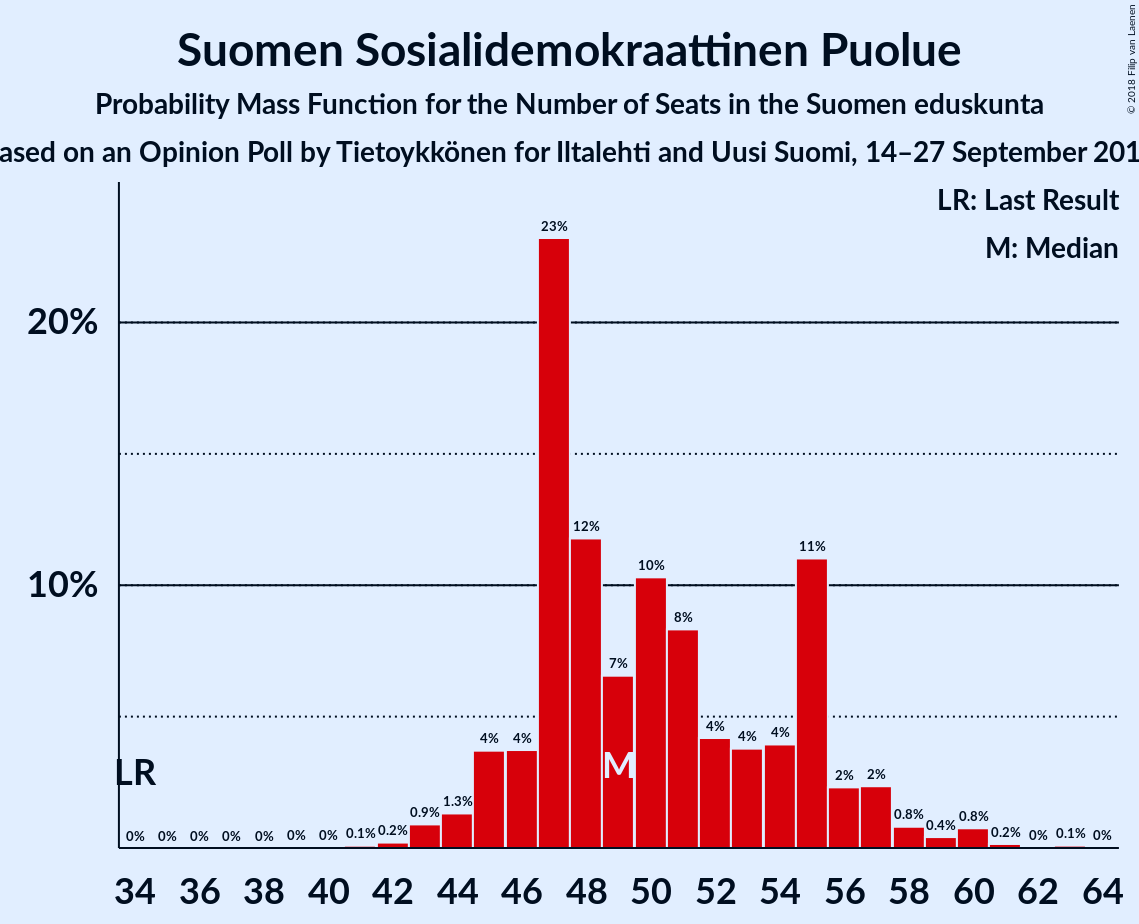 Suomen Sosialidemokraattinen Puolue
Probability Mass Function for the Number of Seats in the Suomen eduskunta
ased on an Opinion Poll by Tietoykkönen for Iltalehti and Uusi Suomi, 14–27 September 201
© 2018 Filip van Laenen
LR: Last Result
M: Median
20%
10%
LR
M
0% 0% 0% 0% 0% 0% 0% 0.1% 0.2% 0.9% 1.3% 4% 4% 23% 12% 7% 10% 8% 4% 4% 4% 11% 2% 2% 0.8% 0.4% 0.8% 0.2% 0% 0.1% 0%
34 36 38 40 42 44 46 48 50 52 54 56 58 60 62 64